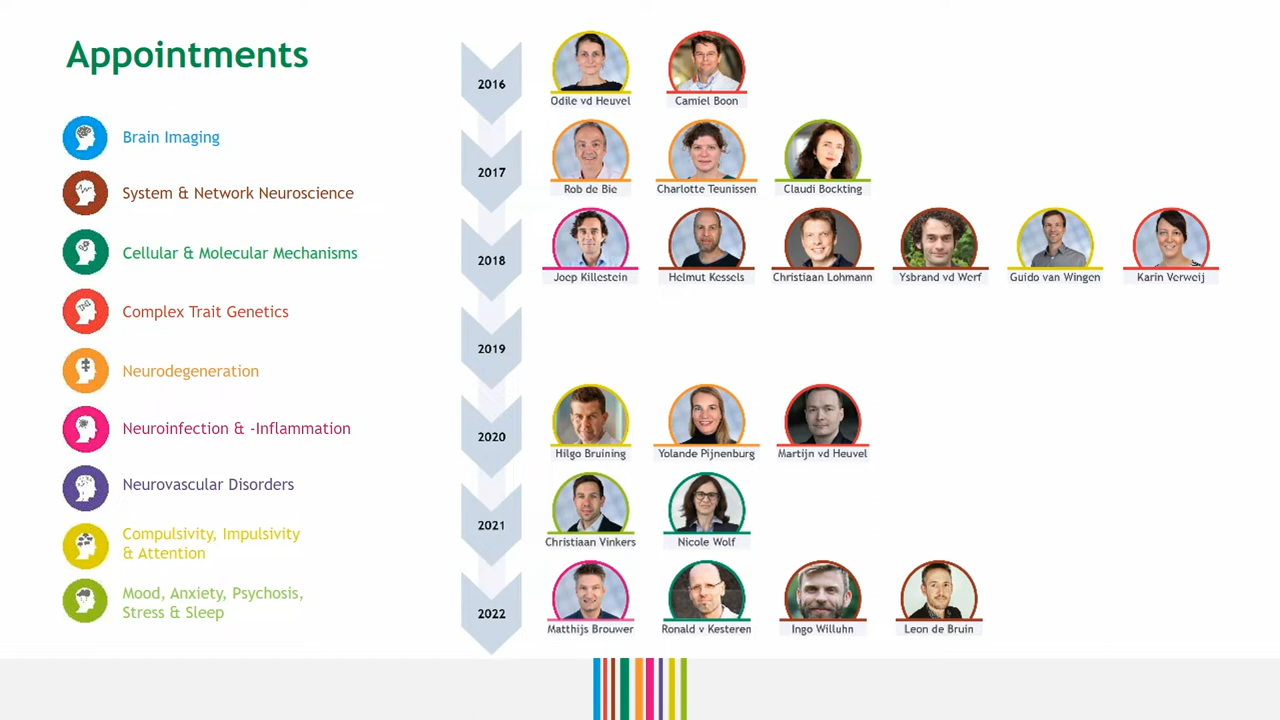 Appointments
Brain Imaging
System & Network Neuroscience
Cellular & Molecular Mechanisms
Complex Trait Genetics
Neurodegeneration
Neuroinfection & -Inflammation
Neurovascular Disorders
Compulsivity, Impulsivity
& Attention
Mood, Anxiety, Psychosis,
Stress & Sleep
2016
Odile vd Heuvel
Camiel Boon
2017
Rob de Bie
Charlotte Teunissen
Claudi Bockting
2018
Joep Killestein
Helmut Kessels
Christiaan Lohmann
Ysbrand vd Werf
Guido van Wingen
Karin Verweij
2019
2020
Hilgo Bruining
Yolande Pijnenburg
Martijn vd Heuvel
2021
Christiaan Vinkers
Nicole Wolf
2022
Matthijs Brouwer
Ronald v Kesteren
Ingo Willuhn
Leon de Bruin